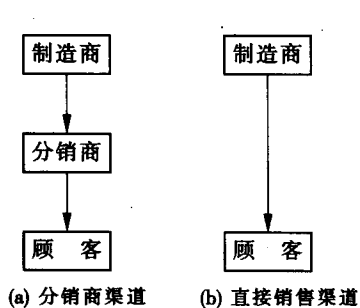 制造商
制造商
分销商
顾 客
顾 客
(a) 分销商渠道
(b) 直接销售渠道